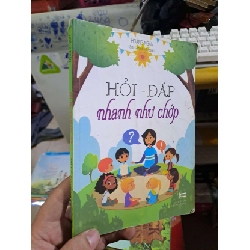 HỎI - ĐÁP
nhanh như chớp
?